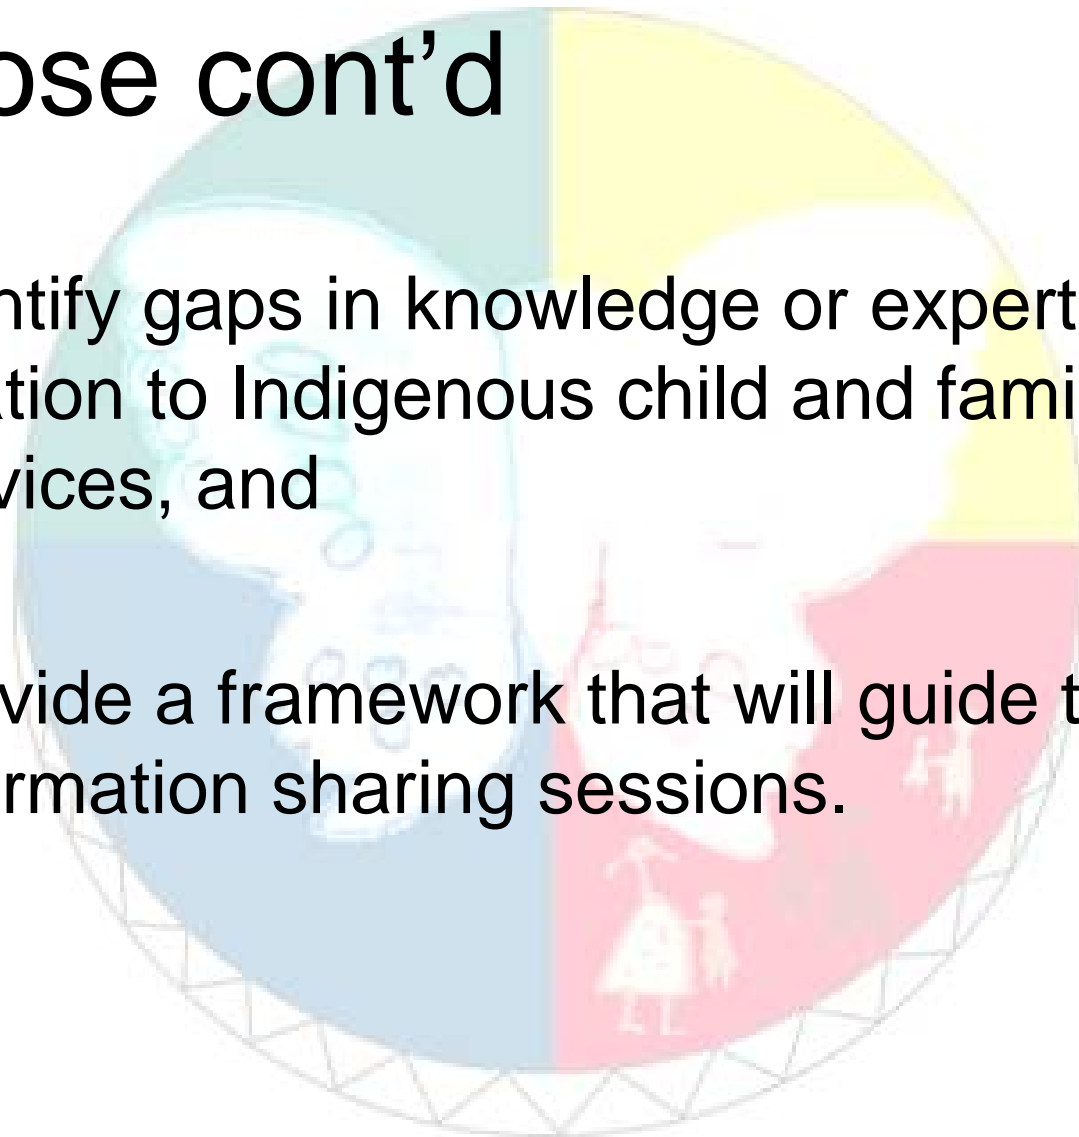 ose cont’d
ntify gaps in knowledge or expert
ation to Indigenous child and fami
vices, and
vide a framework that will guide t
rmation sharing sessions.